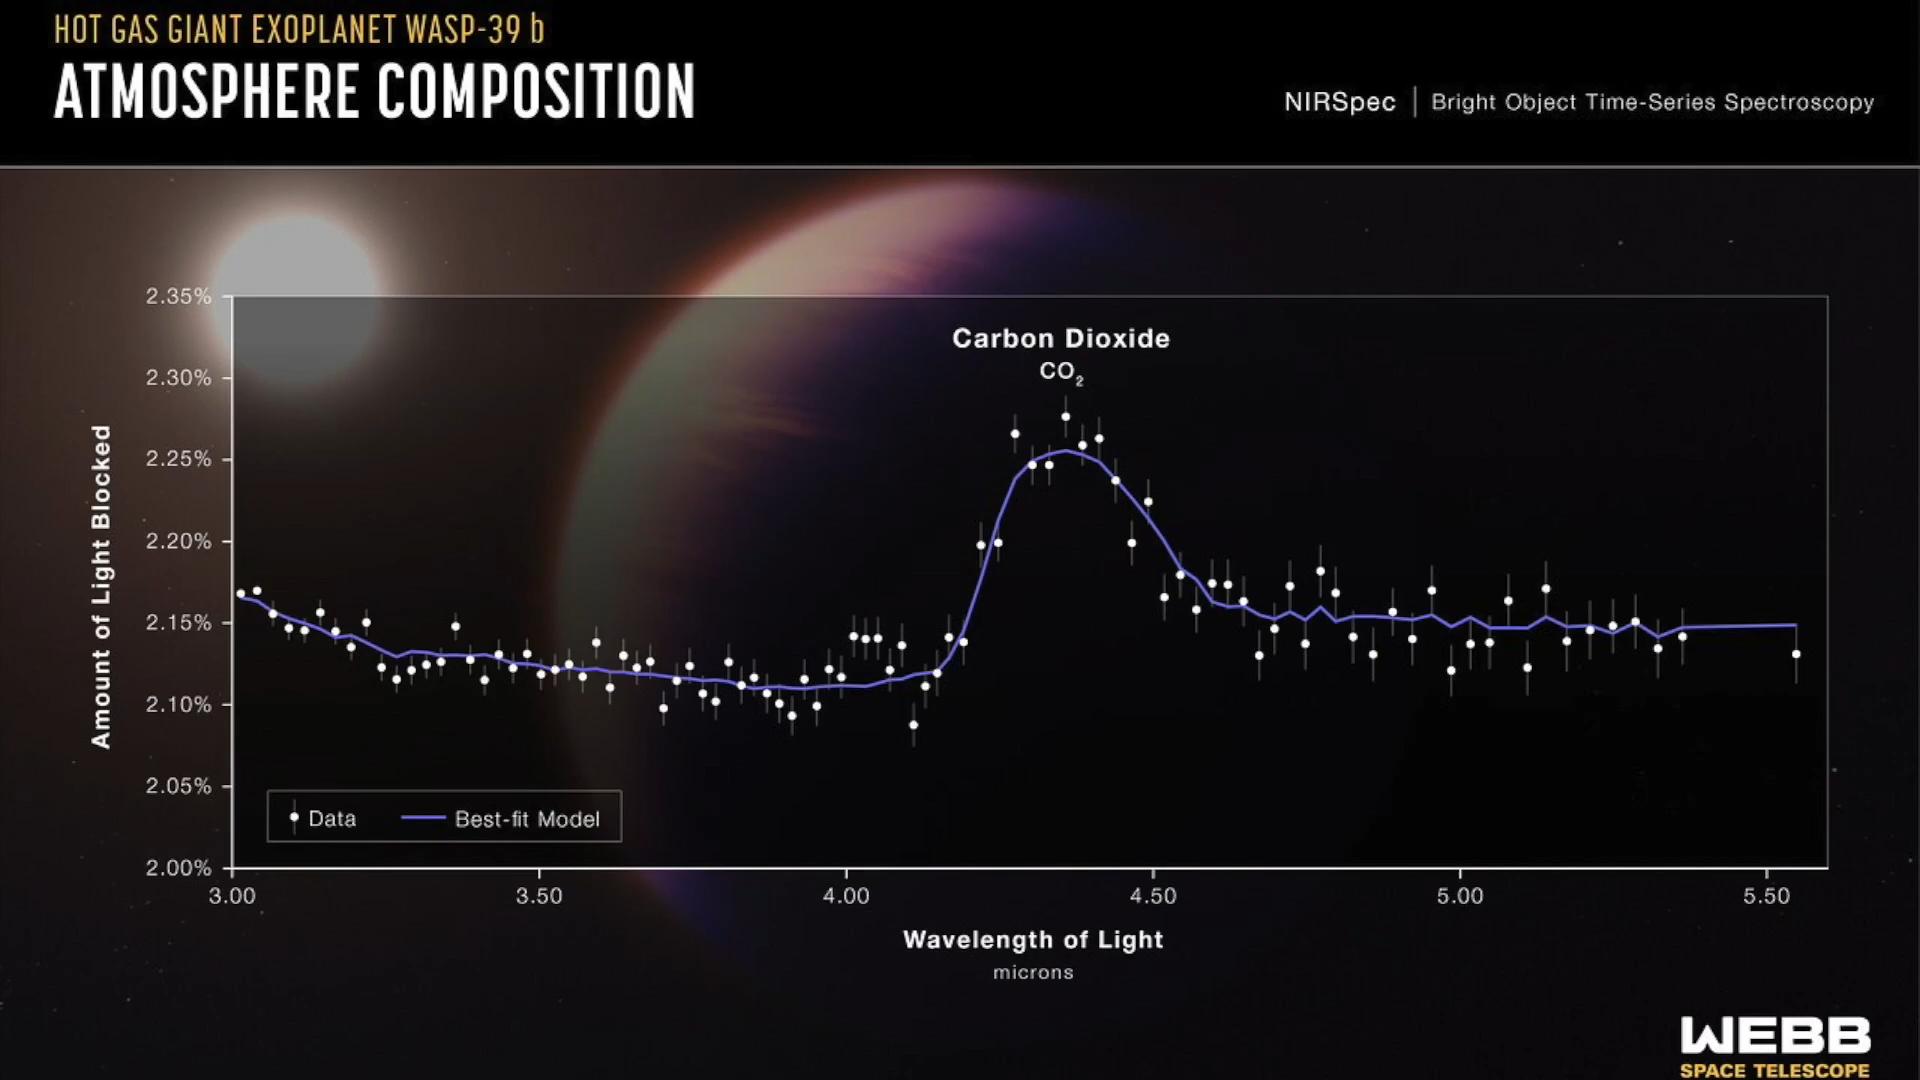 HOT GAS GIANT EXOPLANET WASP-39 b
ATMOSPHERE COMPOSITION
NIRSpec | Bright Object Time-Series Spectroscopy
Carbon Dioxide
CO₂
Amount of Light Blocked
2.35%
2.30%
2.25%
2.20%
2.15%
2.10%
2.05%
2.00%
Data
Best-fit Model
3.00 3.50 4.00 4.50 5.00 5.50
Wavelength of Light
microns
WEBB
SPACE TELESCOPE